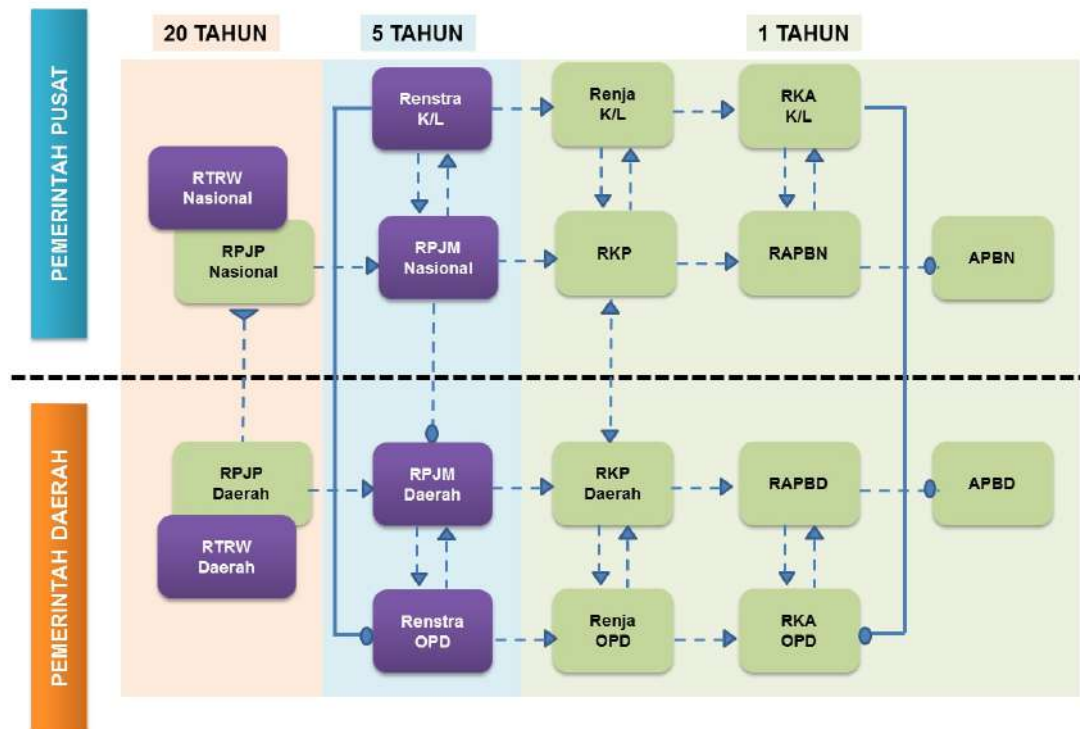 20 TAHUN
5 TAHUN
1 TAHUN
PEMERINTAH PUSAT
Renstra
K/L
Renja
K/L
RKA
K/L
RTRW
Nasional
RPJP
Nasional
RPJM
Nasional
RKP
RAPBN
APBN
PEMERINTAH DAERAH
RPJP
Daerah
RPJM
Daerah
RKP
Daerah
RAPBD
APBD
RTRW
Daerah
Renstra
OPD
Renja
OPD
RKA
OPD